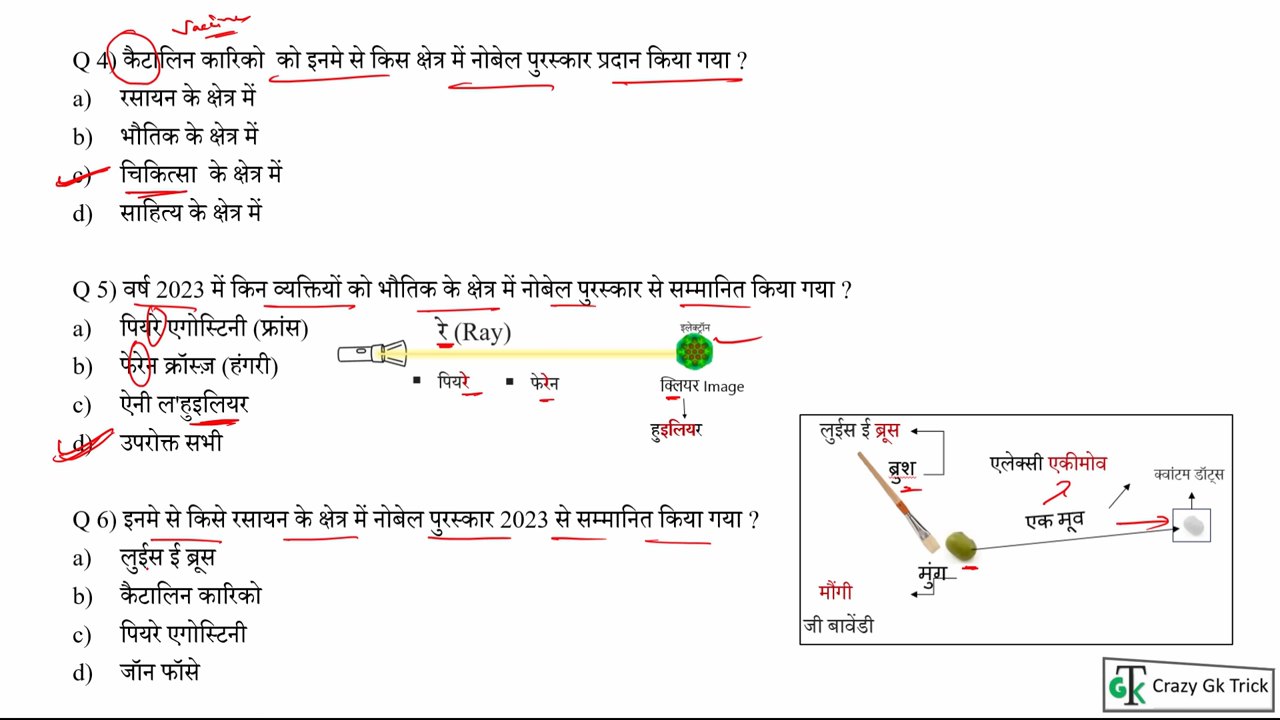 Vaccines
Q 4) कैटालिन कारिको को इनमे से किस क्षेत्र में नोबेल पुरस्कार प्रदान किया गया ?
a) रसायन के क्षेत्र में
b) भौतिक के क्षेत्र में
c) चिकित्सा के क्षेत्र में
d) साहित्य के क्षेत्र में
Q 5) वर्ष 2023 में किन व्यक्तियों को भौतिक के क्षेत्र में नोबेल पुरस्कार से सम्मानित किया गया ?
a) पियरे एगोस्टिनी (फ्रांस)
b) फेरेन क्रॉस्ज़ (हंगरी)
c) ऐनी ल'हुइलियर
d) उपरोक्त सभी
रे (Ray)
इलेक्ट्रॉन
पियरे
फेरेन
क्लियर Image
हुइलियर
Q 6) इनमे से किसे रसायन के क्षेत्र में नोबेल पुरस्कार 2023 से सम्मानित किया गया ?
a) लुईस ई ब्रूस
b) कैटालिन कारिको
c) पियरे एगोस्टिनी
d) जॉन फॉसे
लुईस ई ब्रूस
ब्रुश
एलेक्सी एकीमोव
क्वांटम डॉट्स
एक मूव
मुंग
मौंगी
जी बावेंडी
GTK Crazy Gk Trick